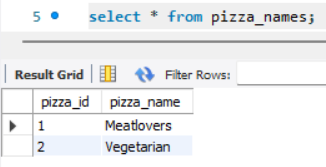 5 select * from pizza_names;
Result Grid Filter Rows:
pizza_id pizza_name
1 Meatlovers
2 Vegetarian